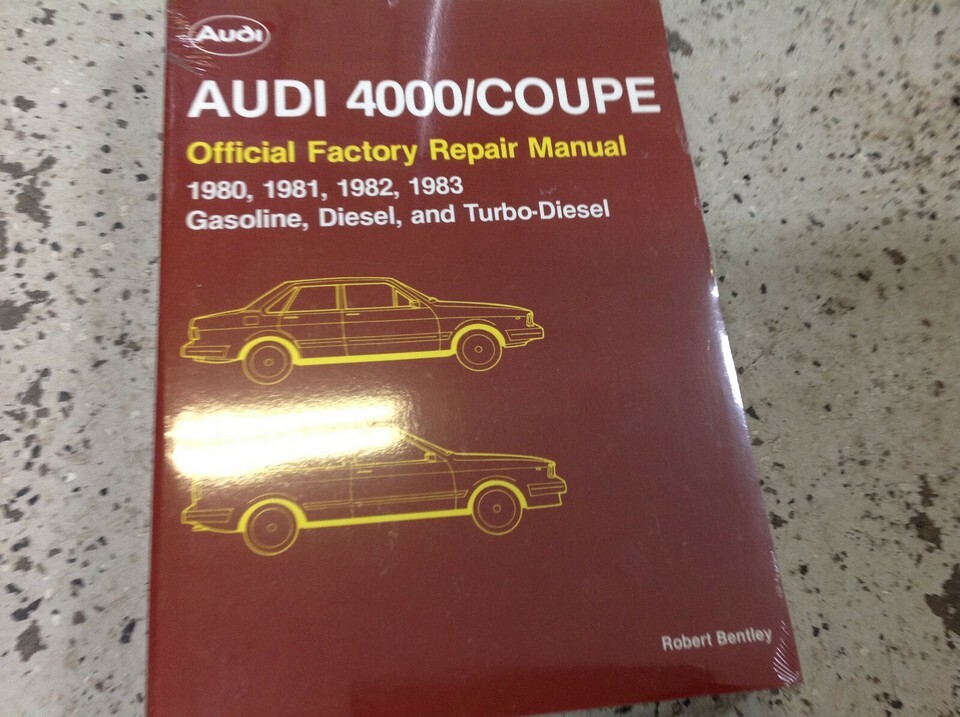 Audi
AUDI 4000/COUPE
Official Factory Repair Manual
1980, 1981, 1982, 1983
Gasoline, Diesel, and Turbo-Diesel
Robert Bentley